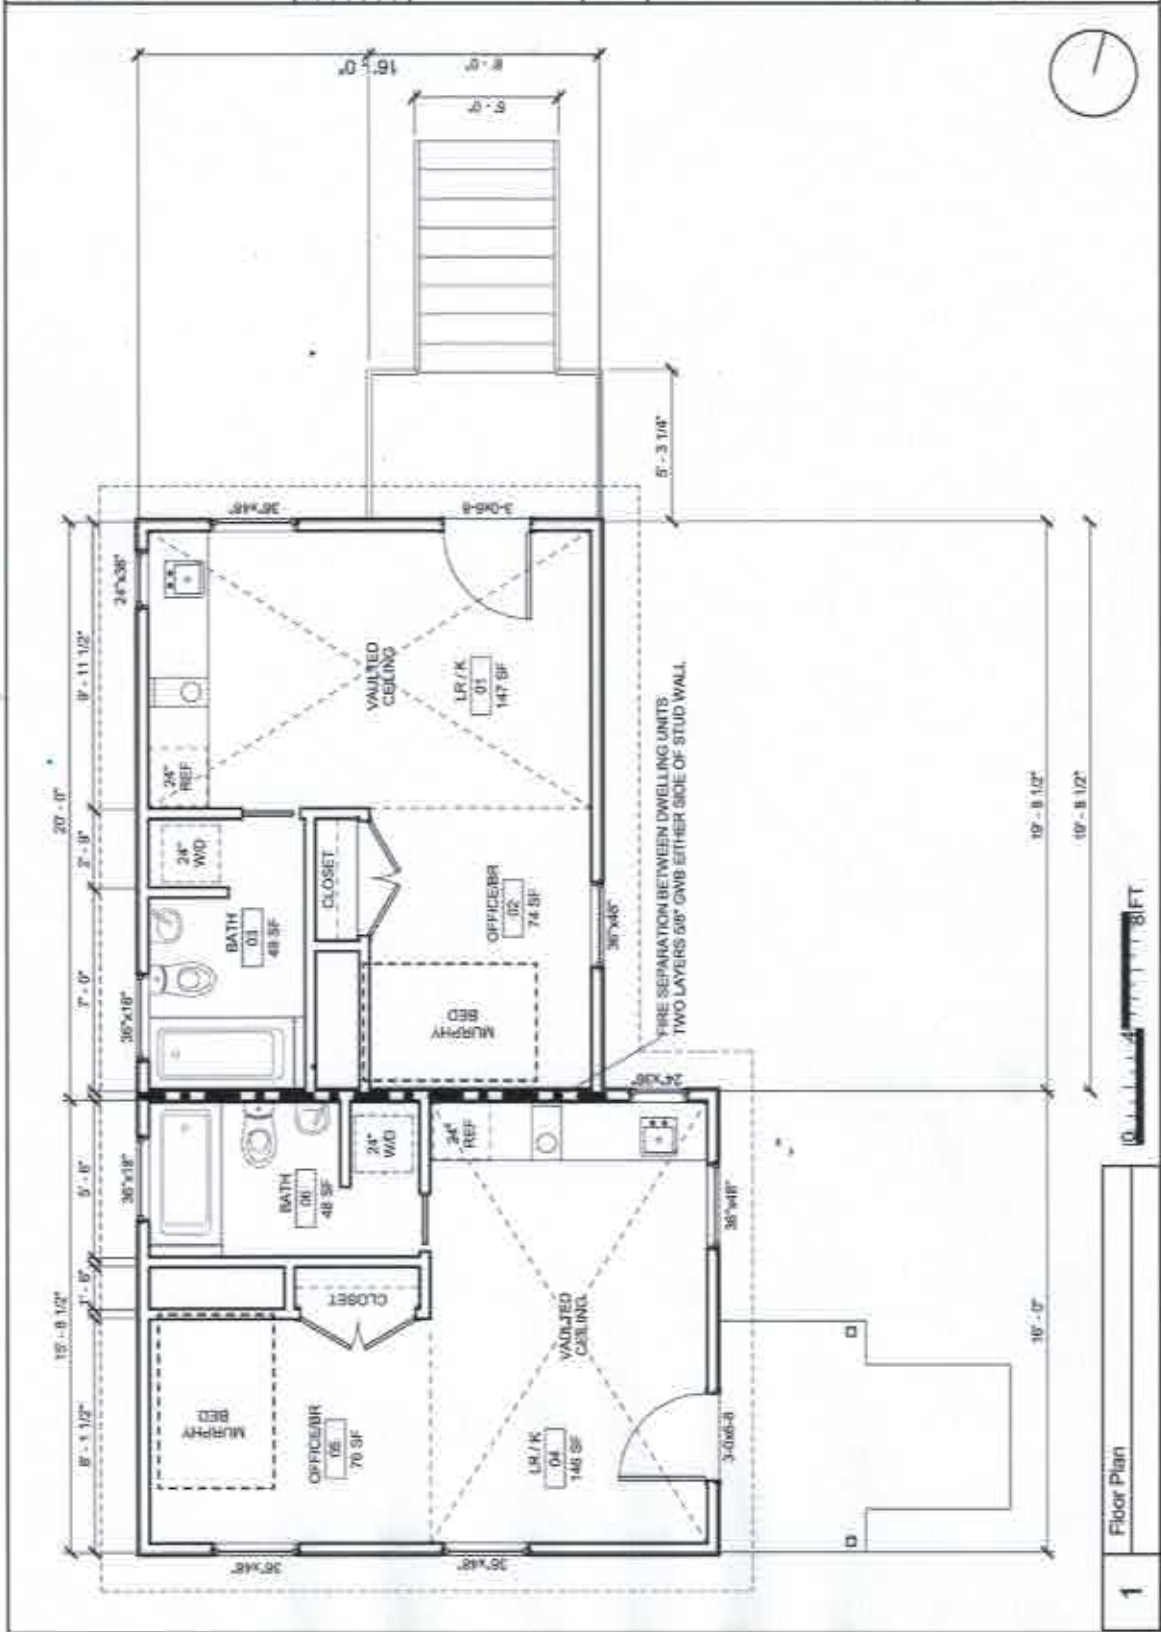 16' - 0"
8' - 0"
5' - 0"
5' - 3 1/4"
20' - 0"
9' - 11 1/2"
2' - 9"
7' - 0"
15' - 8 1/2"
5' - 6"
1' - 6"
8' - 1 1/2"
24"x36"
36"x48"
3-0x6-8
24"
REF
VAULTED
CEILING
LR / K
01
147 SF
24"
W/D
CLOSET
BATH
03
49 SF
36"x18"
OFFICE/BR
02
74 SF
MURPHY
BED
36"x48"
FIRE SEPARATION BETWEEN DWELLING UNITS
TWO LAYERS 5/8" GWB EITHER SIDE OF STUD WALL
24"x36"
36"x18"
BATH
06
48 SF
24"
W/D
24"
REF
36"x48"
CLOSET
VAULTED
CEILING
MURPHY
BED
OFFICE/BR
05
76 SF
LR / K
04
146 SF
3-0x6-8
36"x48"
36"x48"
19' - 8 1/2"
19' - 8 1/2"
16' - 0"
0
4
8 FT
1
Floor Plan